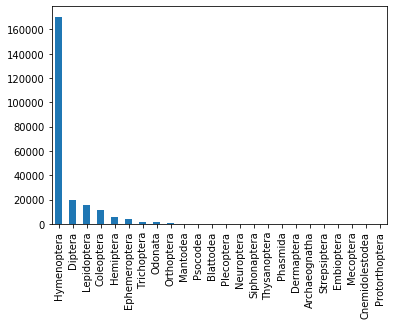 160000
140000
120000
100000
80000
60000
40000
20000
0
Hymenoptera
Diptera
Lepidoptera
Coleoptera
Hemiptera
Ephemeroptera
Trichoptera
Odonata
Orthoptera
Mantodea
Psocodea
Blattodea
Plecoptera
Neuroptera
Siphonaptera
Thysanoptera
Phasmida
Dermaptera
Archaeognatha
Strepsiptera
Embioptera
Mecoptera
Cnemidolestodea
Protorthoptera